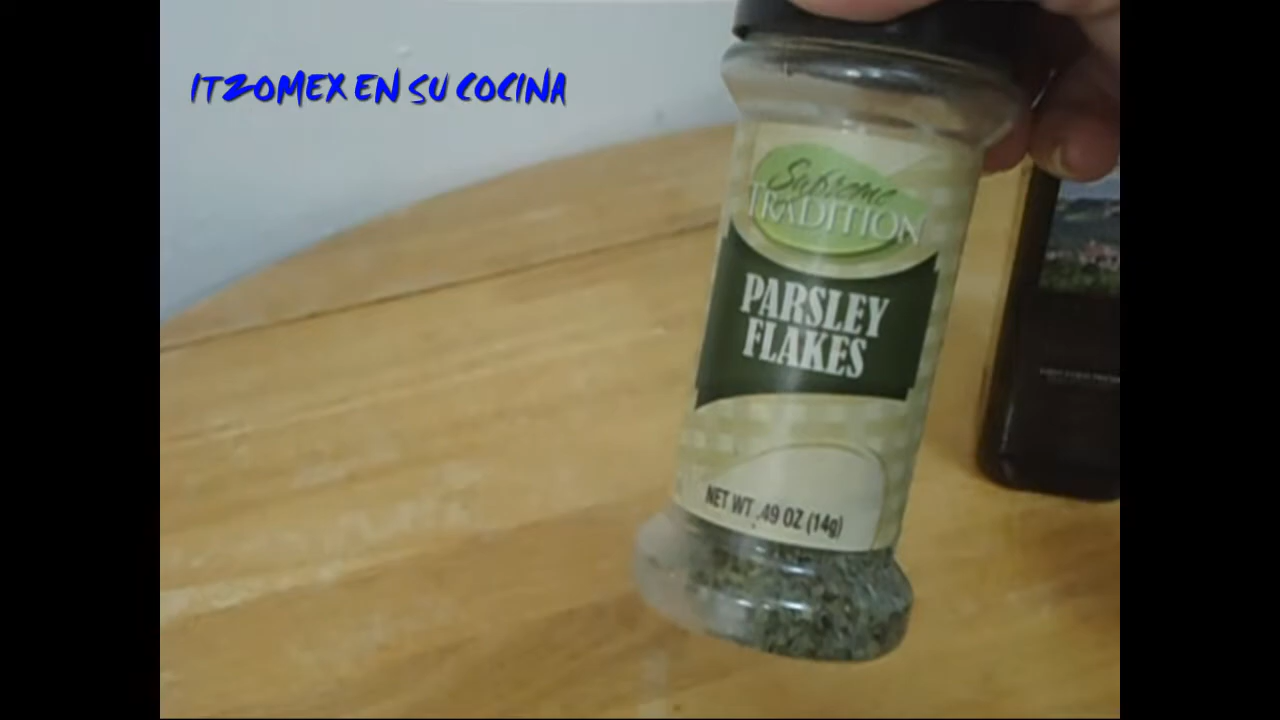 ITZOMEX EN SU COCINA
Supreme
TRADITION
PARSLEY
FLAKES
NET WT .49 OZ (14g)